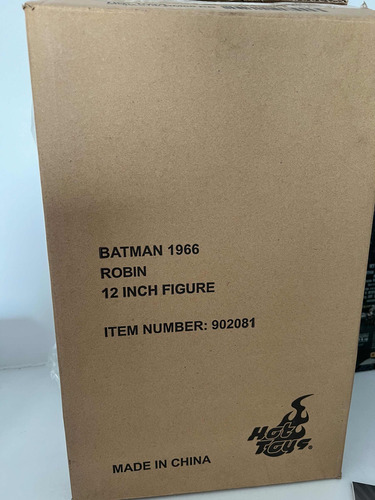 BATMAN 1966
ROBIN
12 INCH FIGURE
ITEM NUMBER: 902081
Hot
Toys®
MADE IN CHINA